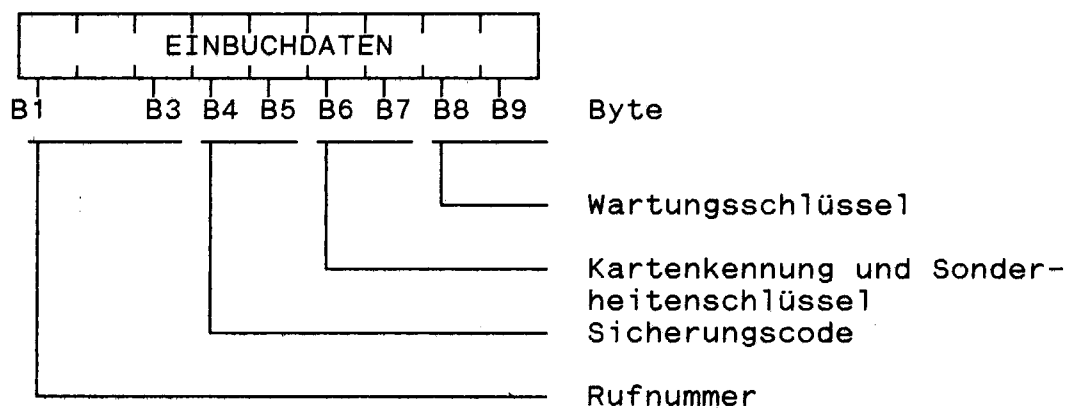 EINBUCHDATEN
B1 B3 B4 B5 B6 B7 B8 B9 Byte
Wartungsschlüssel
Kartenkennung und Sonder-
heitenschlüssel
Sicherungscode
Rufnummer